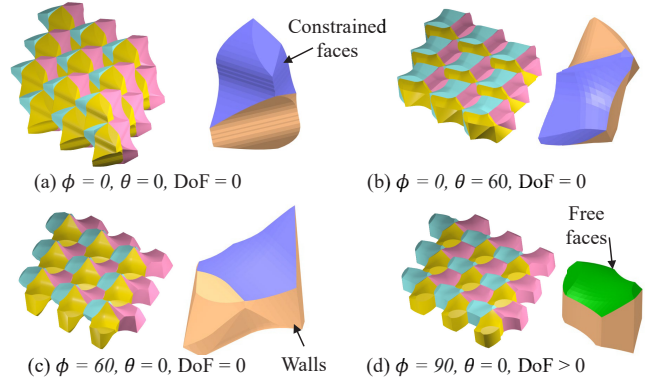 Constrained
faces
(a) ϕ = 0, θ = 0, DoF = 0
(b) ϕ = 0, θ = 60, DoF = 0
Free
faces
Walls
(c) ϕ = 60, θ = 0, DoF = 0
(d) ϕ = 90, θ = 0, DoF > 0